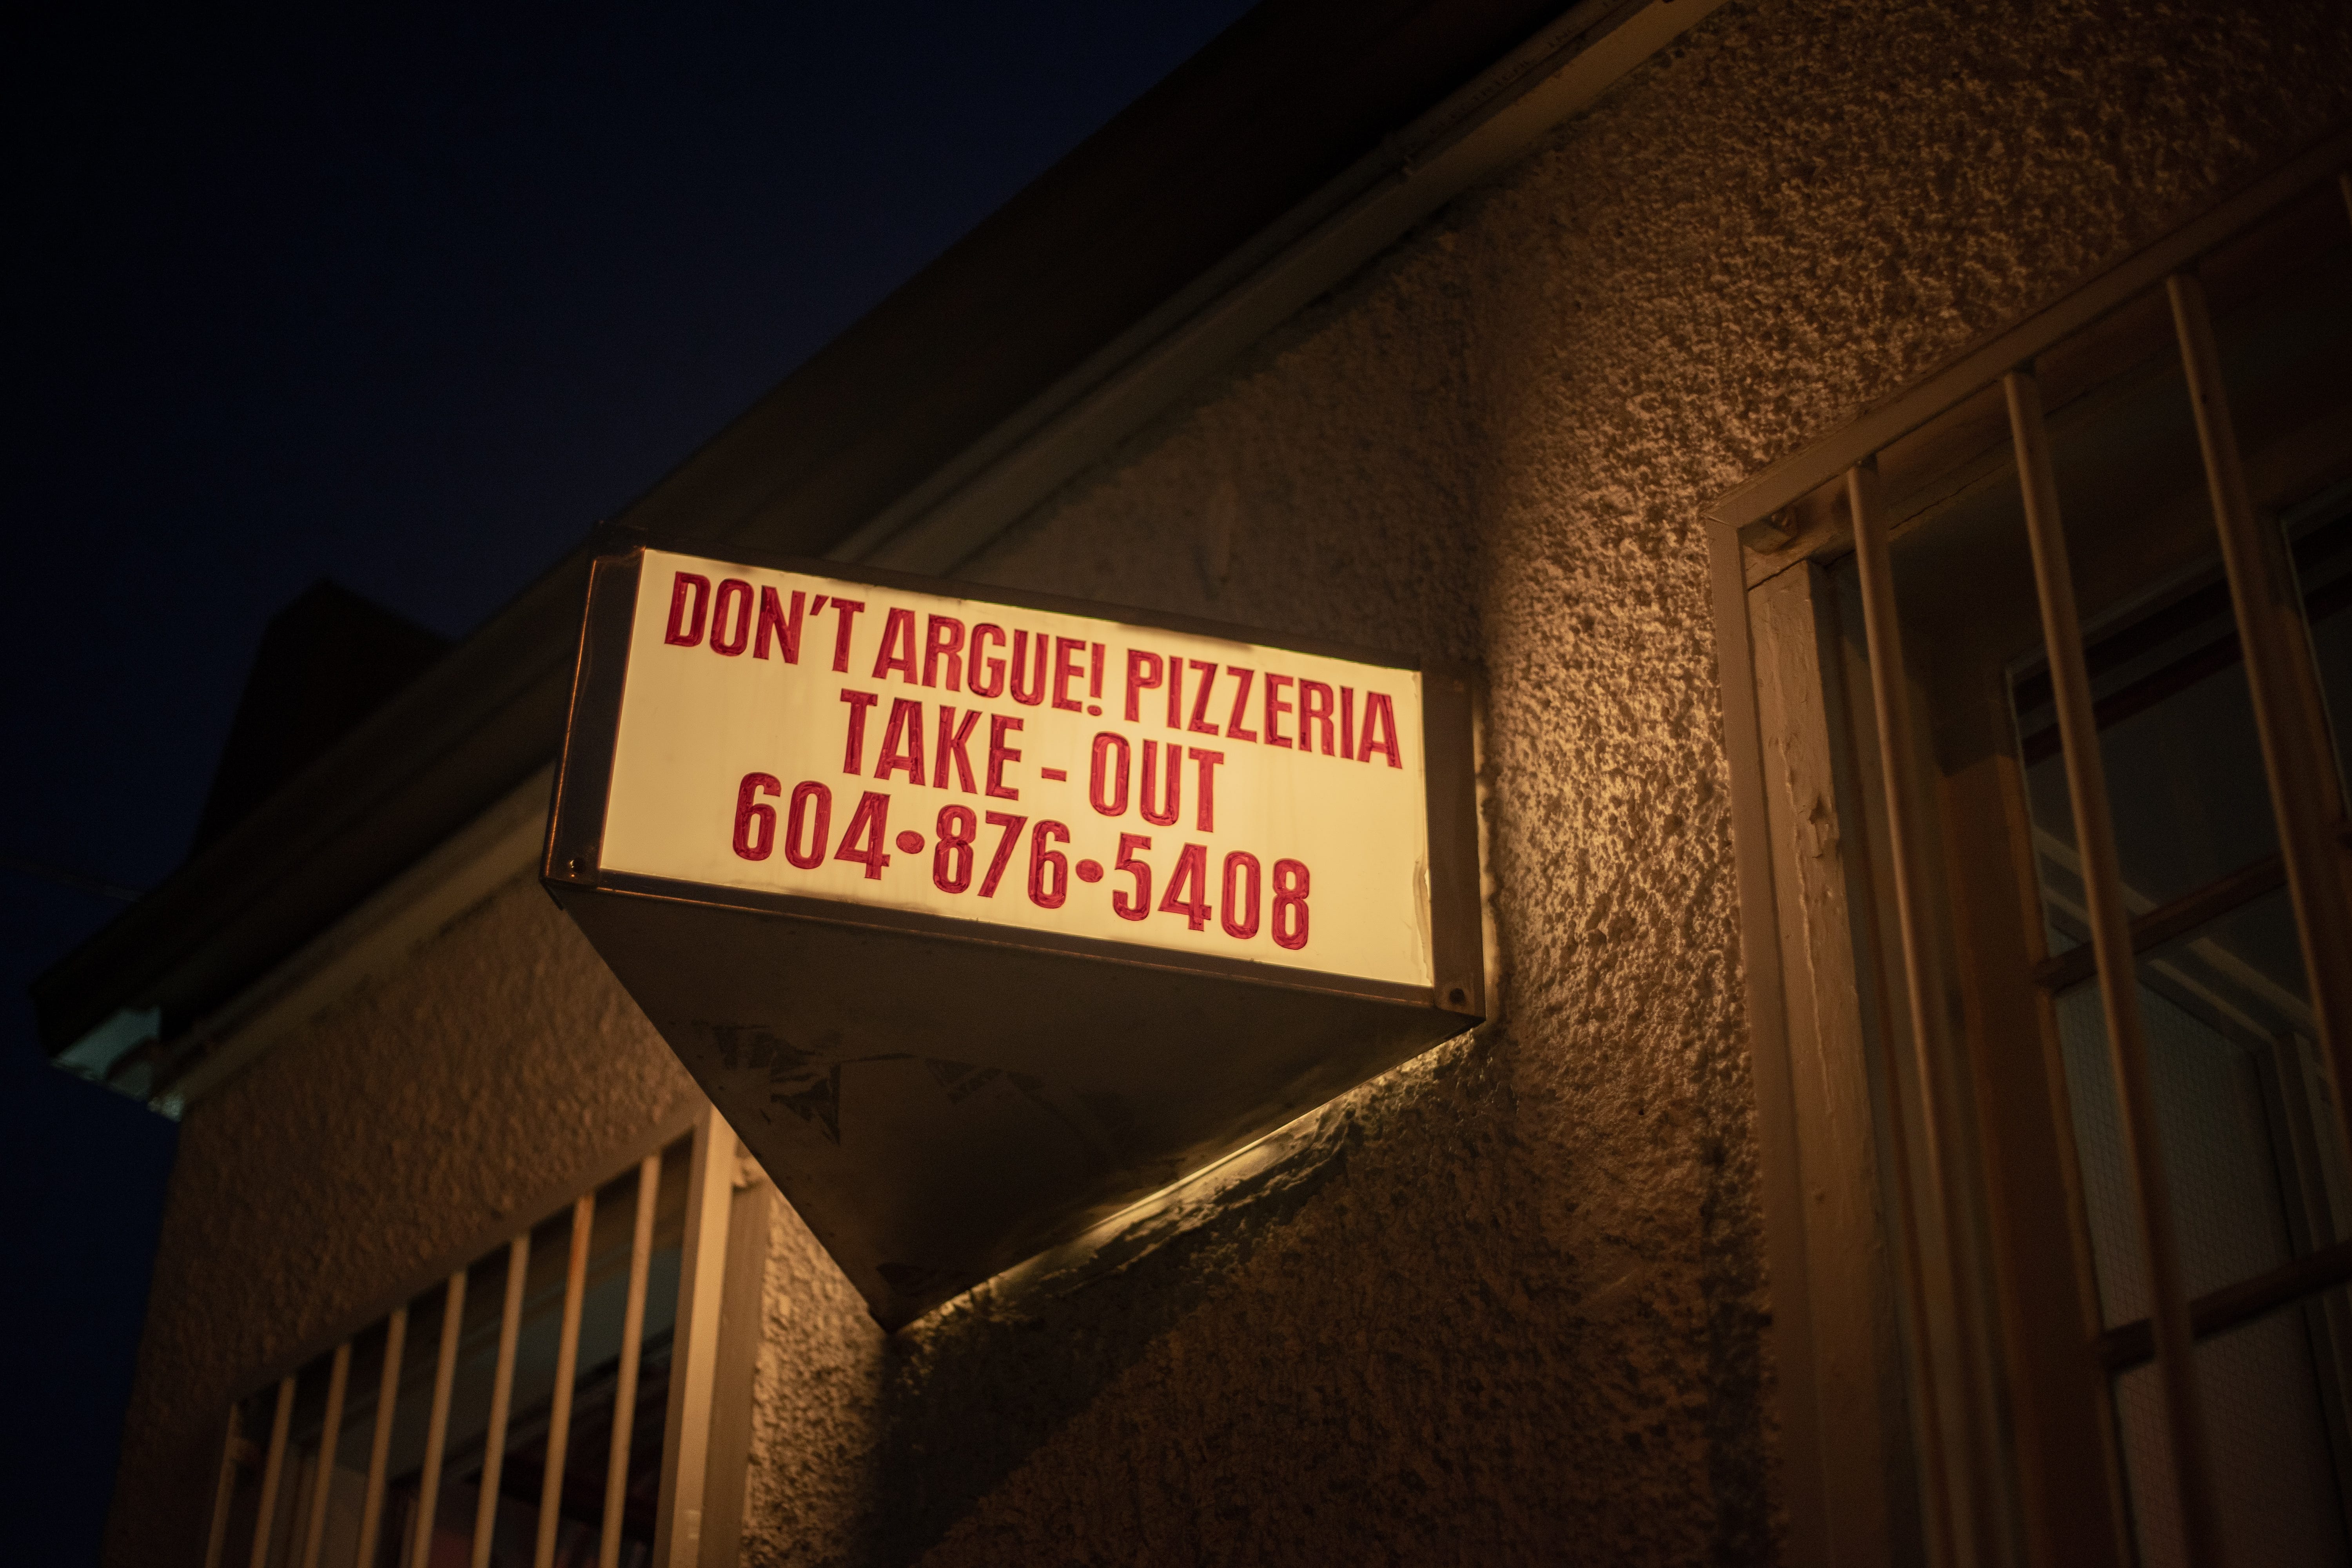 DON'T ARGUE! PIZZERIA
TAKE - OUT
604•876•5408